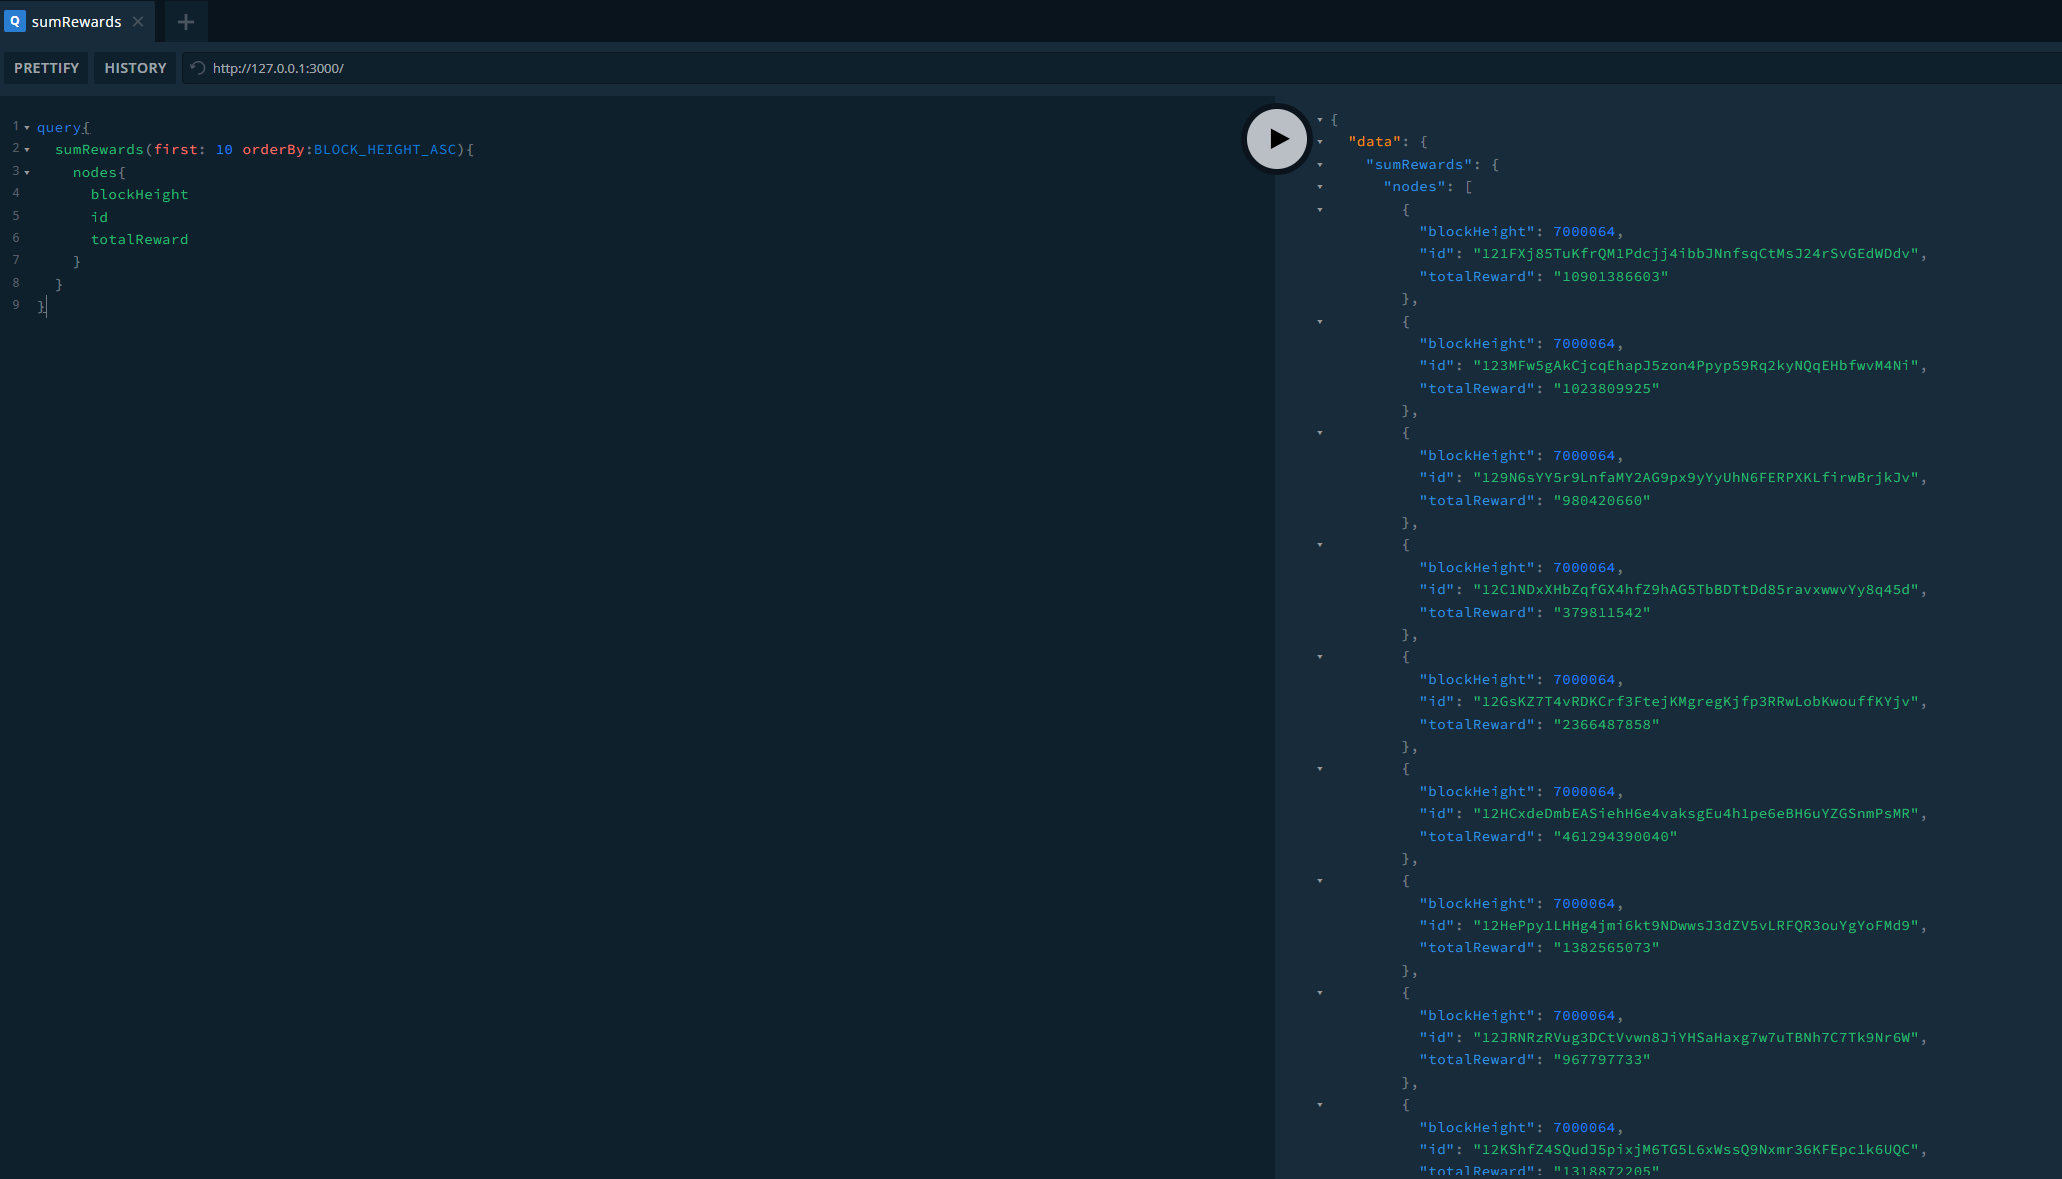 Q sumRewards
PRETTIFY HISTORY http://127.0.0.1:3000/
1 query{
2 sumRewards(first: 10 orderBy:BLOCK_HEIGHT_ASC){
3 nodes{
4 blockHeight
5 id
6 totalReward
7 }
8 }
9 }
{
"data": {
"sumRewards": {
"nodes": [
{
"blockHeight": 7000064,
"id": "121FXj85TuKfrQM1Pdcjj4ibbJNnfsqCtMsJ24rSvGEdWDdv",
"totalReward": "10901386603"
},
{
"blockHeight": 7000064,
"id": "123MFw5gAkCjcqEhapJ5zon4Ppyp59Rq2kyNQqEHbfwvM4Ni",
"totalReward": "1023809925"
},
{
"blockHeight": 7000064,
"id": "129N6sYY5r9LnfaMY2AG9px9yYyUhN6FERPXKLfirwBrjkJv",
"totalReward": "980420660"
},
{
"blockHeight": 7000064,
"id": "12C1NDxXHbZqfGX4hfZ9hAG5TbBDTtDd85ravxwwvYy8q45d",
"totalReward": "379811542"
},
{
"blockHeight": 7000064,
"id": "12GsKZ7T4vRDKCrf3FtejKMgregKjfp3RRwLobKwouffKYjv",
"totalReward": "2366487858"
},
{
"blockHeight": 7000064,
"id": "12HCxdeDmbEASiehH6e4vaksgEu4h1pe6eBH6uYZGSnmPsMR",
"totalReward": "461294390040"
},
{
"blockHeight": 7000064,
"id": "12HePpy1LHHg4jmi6kt9NDwwsJ3dZV5vLRFQR3ouYgYoFMd9",
"totalReward": "1382565073"
},
{
"blockHeight": 7000064,
"id": "12JRNRzRVug3DCtVvwn8JiYHSaHaxg7w7uTBNh7C7Tk9Nr6W",
"totalReward": "967797733"
},
{
"blockHeight": 7000064,
"id": "12KShfZ4SQudJ5pixjM6TG5L6xWssQ9Nxmr36KFEpc1k6UQC",
"totalReward": "1318872205"